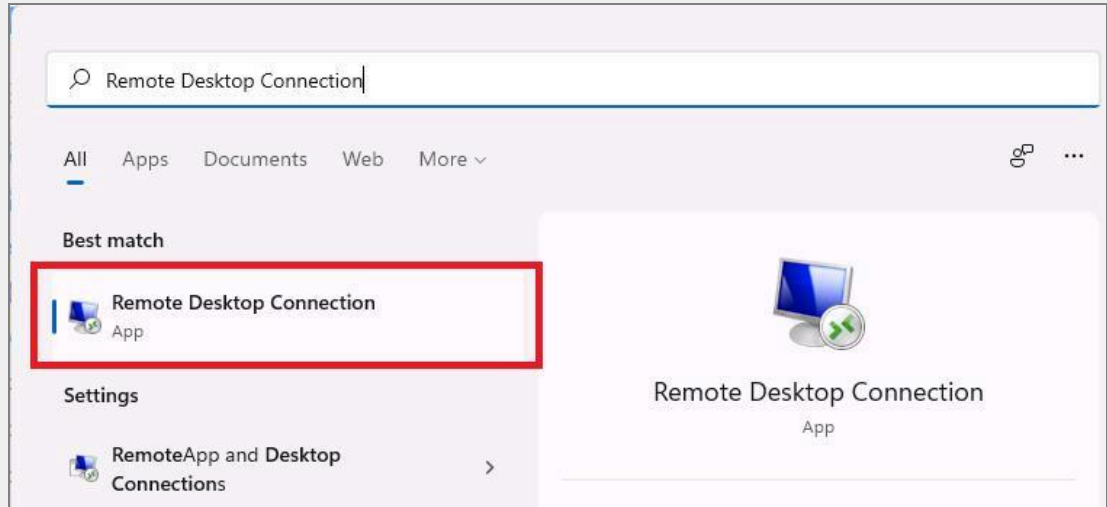 Remote Desktop Connection
All Apps Documents Web More
Best match
Remote Desktop Connection
App
Settings
RemoteApp and Desktop
Connections
Remote Desktop Connection
App